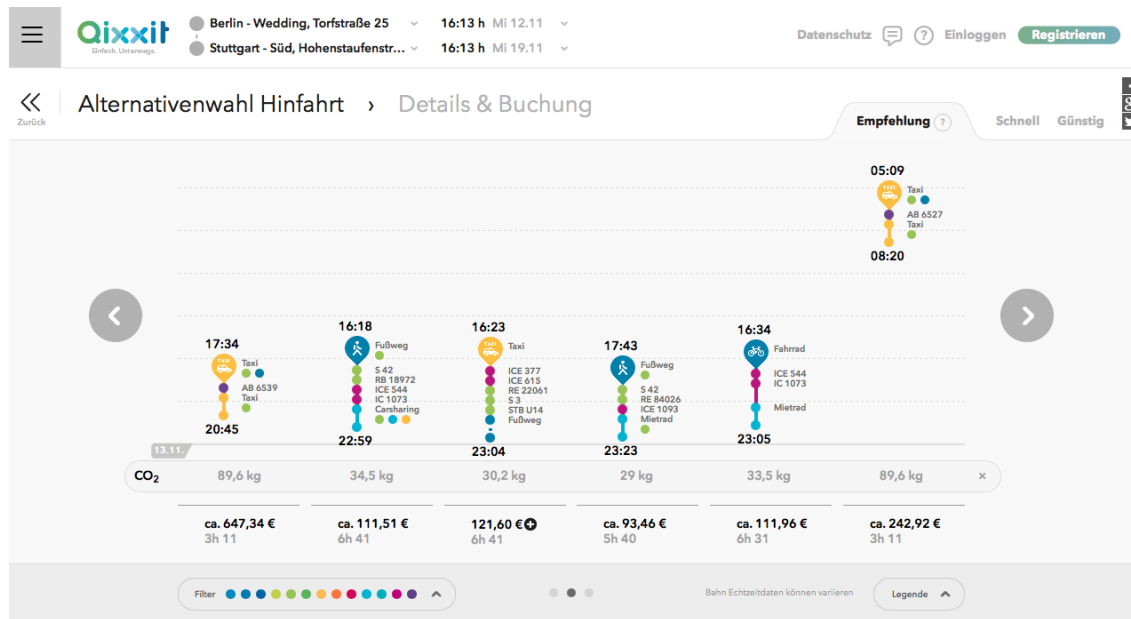 Qixxit
Einfach. Unterwegs.
Berlin - Wedding, Torfstraße 25 16:13 h Mi 12.11
Stuttgart - Süd, Hohenstaufenstr... 16:13 h Mi 19.11
Datenschutz ? Einloggen Registrieren
Zurück
Alternativenwahl Hinfahrt › Details & Buchung
Empfehlung ? Schnell Günstig
05:09
TAXI Taxi
AB 6527
Taxi
08:20
17:34
TAXI Taxi
AB 6539
Taxi
20:45
16:18
Fußweg
S 42
RB 18972
ICE 544
IC 1073
Carsharing
22:59
16:23
TAXI Taxi
ICE 377
ICE 615
RE 22061
S 3
STB U14
Fußweg
23:04
17:43
Fußweg
S 42
RE 84026
ICE 1093
Mietrad
23:23
16:34
Fahrrad
ICE 544
IC 1073
Mietrad
23:05
13.11.
CO2 89,6 kg 34,5 kg 30,2 kg 29 kg 33,5 kg 89,6 kg ×
ca. 647,34 € ca. 111,51 € 121,60 € ca. 93,46 € ca. 111,96 € ca. 242,92 €
3h 11 6h 41 6h 41 5h 40 6h 31 3h 11
Filter Bahn Echtzeitdaten können variieren Legende